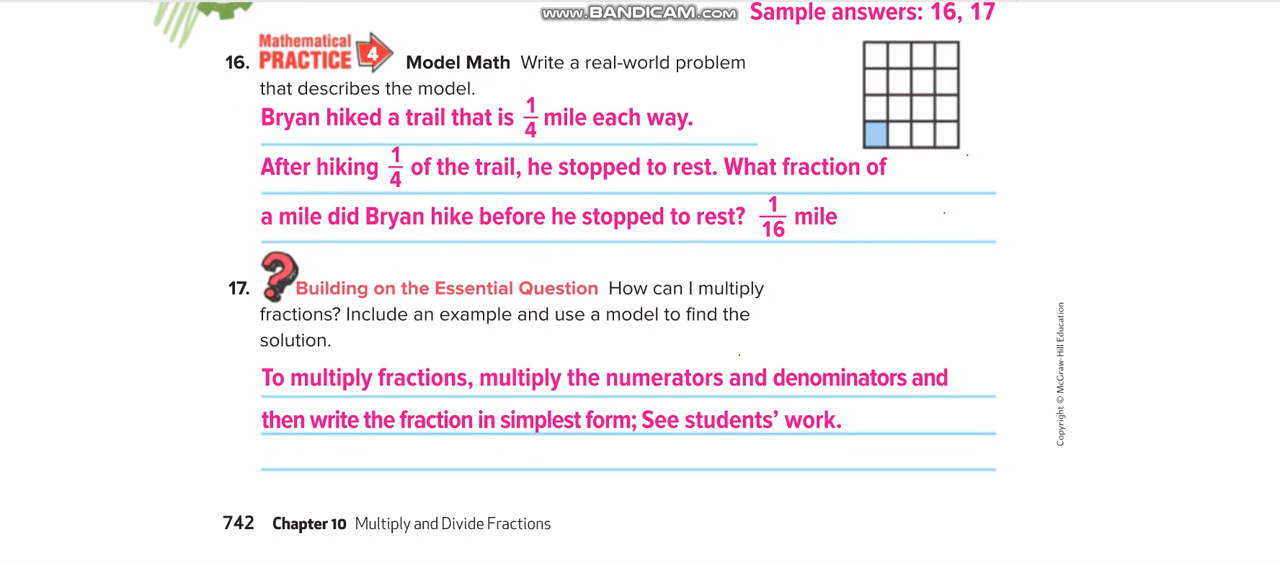 www.BANDICAM.com Sample answers: 16, 17
Mathematical
16. PRACTICE 4 Model Math Write a real-world problem
that describes the model.
Bryan hiked a trail that is 1/4 mile each way.
After hiking 1/4 of the trail, he stopped to rest. What fraction of
a mile did Bryan hike before he stopped to rest? 1/16 mile
17. ? Building on the Essential Question How can I multiply
fractions? Include an example and use a model to find the
solution.
To multiply fractions, multiply the numerators and denominators and
then write the fraction in simplest form; See students’ work.
Copyright © McGraw-Hill Education
742 Chapter 10 Multiply and Divide Fractions